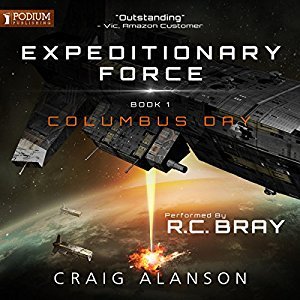 PODIUM
PUBLISHING
"Outstanding"
- Vic, Amazon Customer
EXPEDITIONARY
FORCE
BOOK 1
COLUMBUS DAY
Performed By
R.C. BRAY
CRAIG ALANSON